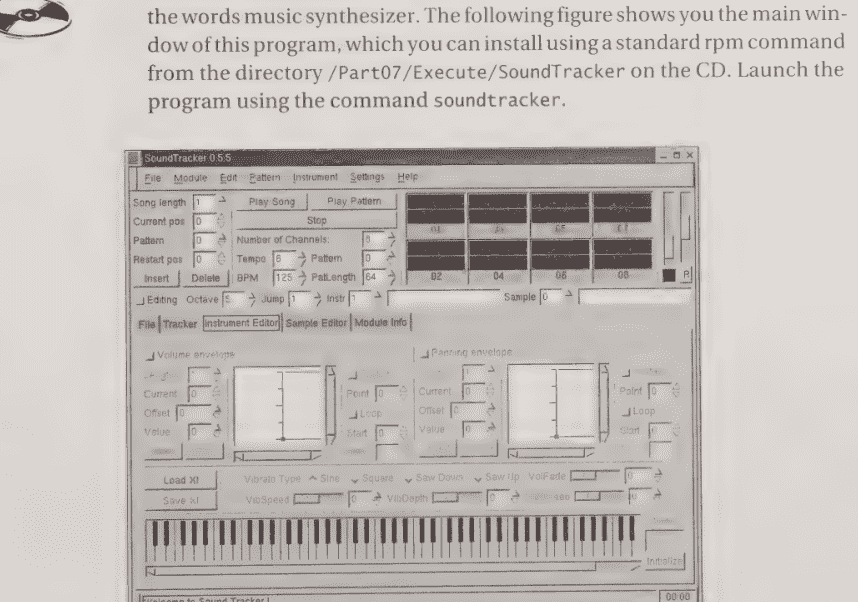 the words music synthesizer. The following figure shows you the main win-
dow of this program, which you can install using a standard rpm command
from the directory /Part07/Execute/SoundTracker on the CD. Launch the
program using the command soundtracker.
SoundTracker 0.5.5
File Module Edit Pattern Instrument Settings Help
Song length 1 Play Song Play Pattern
Current pos 0 Stop
Pattern 0 Number of Channels: 8
Restart pos 0 Tempo 6 Pattern 0
Insert Delete BPM 125 PatLength 64
02 04 06 08 R
Editing Octave 5 Jump 1 Instr 1 Sample 0
File Tracker Instrument Editor Sample Editor Module Info
Volume envelope Panning envelope
Current 0 Point 0 Current 0 Point 0
Offset 0 Loop Offset 0 Loop
Value 0 Start 0 Value 0 Start
Load XI Vibrato Type Sine Square Saw Down Saw Up VolFade 0
Save XI VibSpeed 0 VibDepth 0 0
Initialize
Welcome to Sound Tracker! 00:00